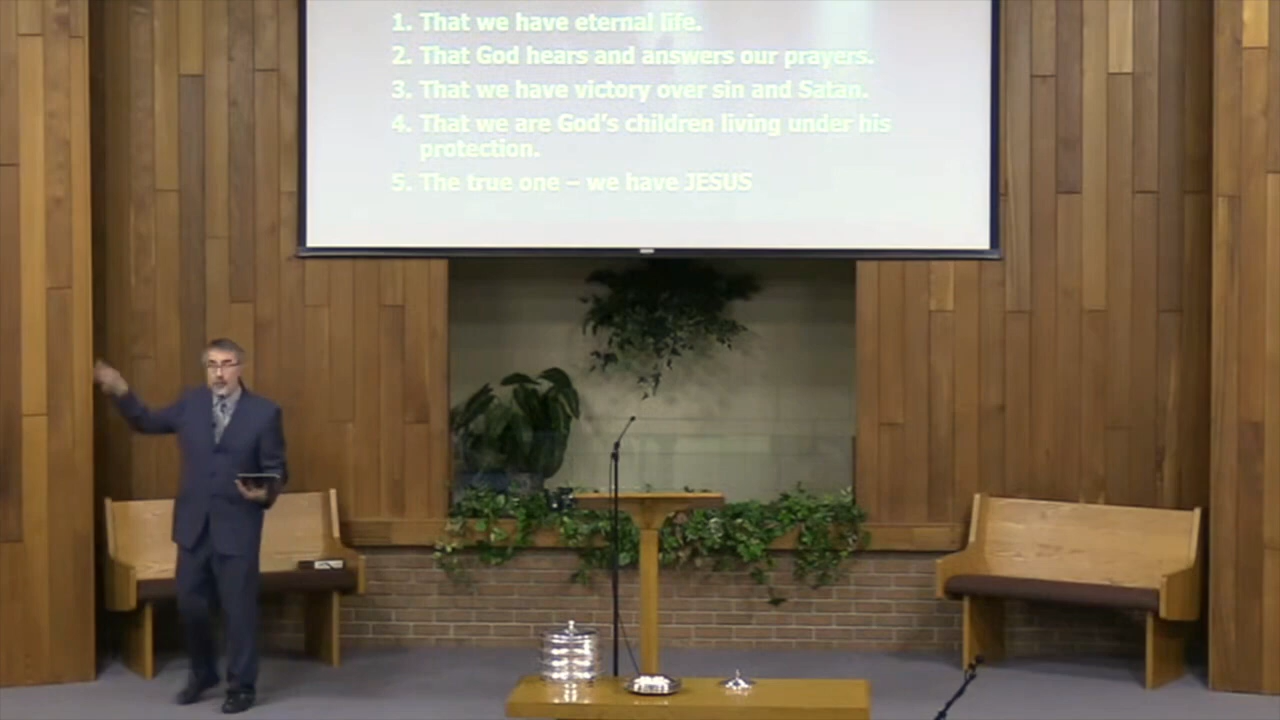 1. That we have eternal life.
2. That God hears and answers our prayers.
3. That we have victory over sin and Satan.
4. That we are God's children living under his
protection.
5. The true one – we have JESUS